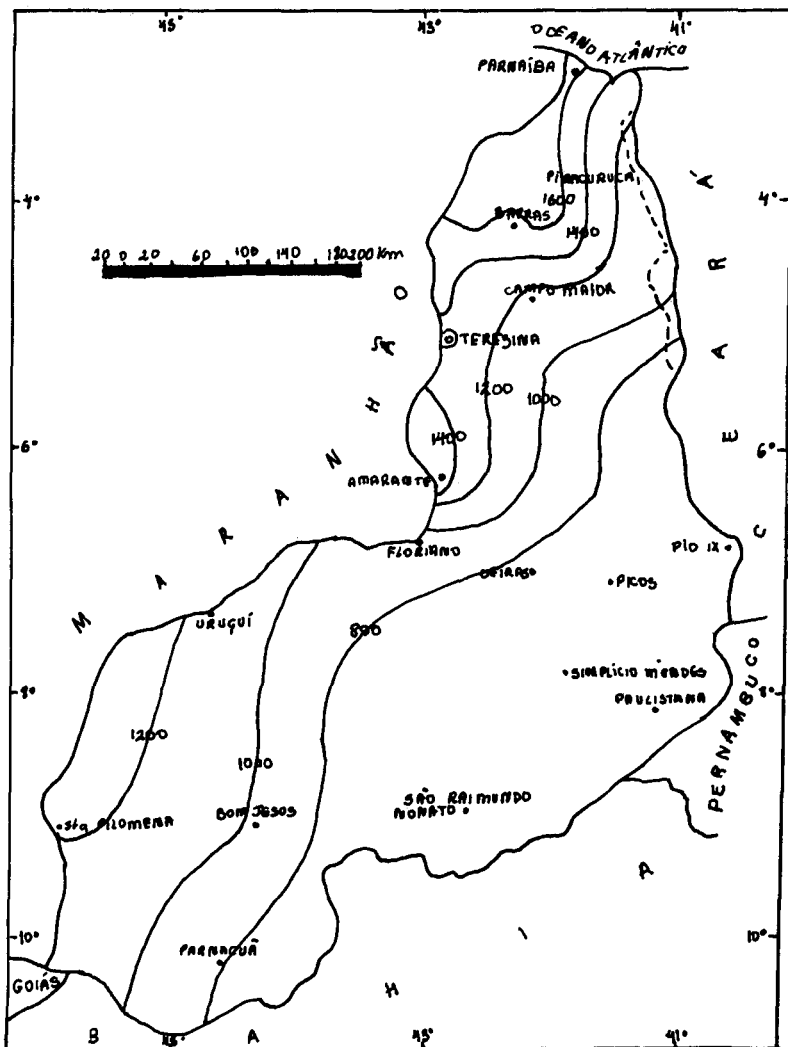 45° 43° 41°
OCEANO ATLÂNTICO
PARNAÍBA
PIRACURUCA
4° 4°
1600
BARRAS
1400
20 0 20 60 100 140 180 200 Km
CAMPO MAIOR
TERESINA
1200
1000
1400
6° 6°
AMARANTE
MARANHÃO
CEARÁ
FLORIANO
OEIRAS
PIO IX
PICOS
URUÇUÍ
800
SIMPLÍCIO MENDES
8° 8°
PAULISTANA
PERNAMBUCO
1200
1000
Sta FILOMENA
BOM JESUS
SÃO RAIMUNDO
NONATO
10° 10°
PARNAGUÁ
GOIÁS
BAHIA
45° 43° 41°